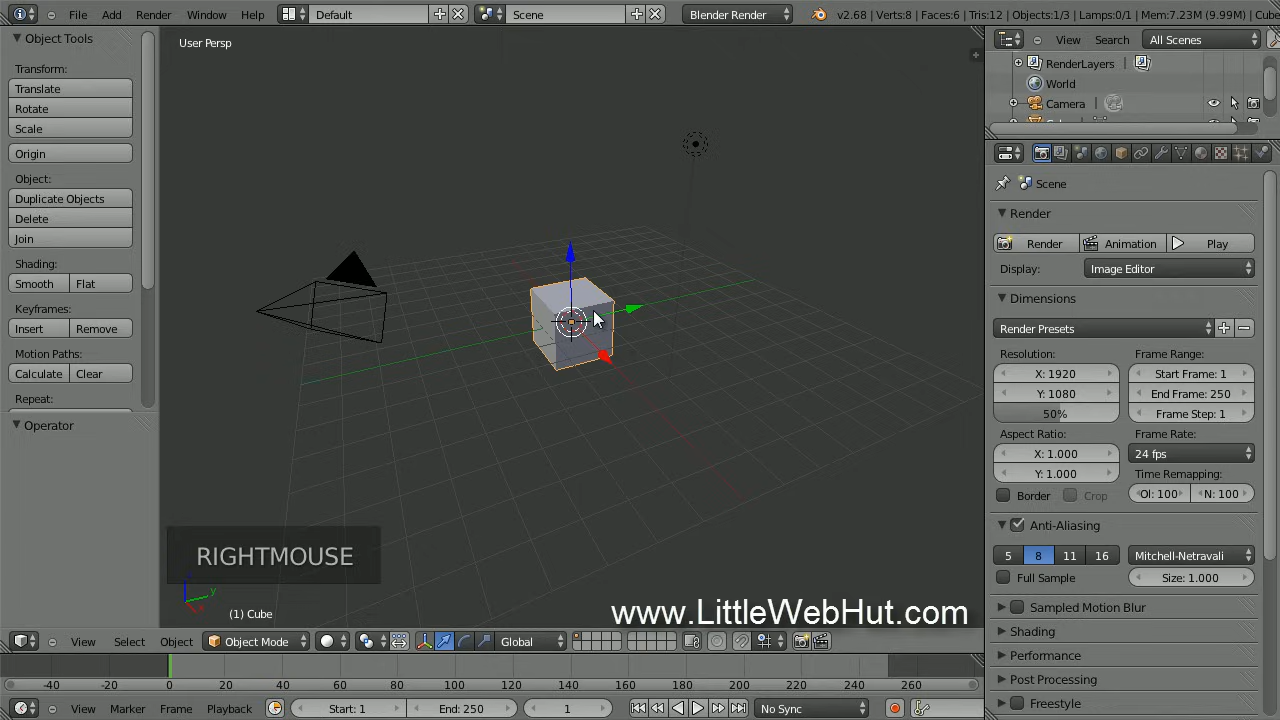 File Add Render Window Help Default Scene Blender Render v2.68 | Verts:8 | Faces:6 | Tris:12 | Objects:1/3 | Lamps:0/1 | Mem:7.23M (9.99M) | Cube
Object Tools
Transform:
Translate
Rotate
Scale
Origin
Object:
Duplicate Objects
Delete
Join
Shading:
Smooth Flat
Keyframes:
Insert Remove
Motion Paths:
Calculate Clear
Repeat:
Operator
User Persp
RIGHTMOUSE
z
y
x
(1) Cube
www.LittleWebHut.com
View Select Object Object Mode Global
View Search All Scenes
RenderLayers |
World
Camera |
Scene
Render
Render Animation Play
Display: Image Editor
Dimensions
Render Presets
Resolution: Frame Range:
X: 1920 Start Frame: 1
Y: 1080 End Frame: 250
50% Frame Step: 1
Aspect Ratio: Frame Rate:
X: 1.000 24 fps
Y: 1.000 Time Remapping:
Border Crop Ol: 100 N: 100
Anti-Aliasing
5 8 11 16 Mitchell-Netravali
Full Sample Size: 1.000
Sampled Motion Blur
Shading
Performance
Post Processing
Freestyle
-40 -20 0 20 40 60 80 100 120 140 160 180 200 220 240 260
View Marker Frame Playback Start: 1 End: 250 1 No Sync